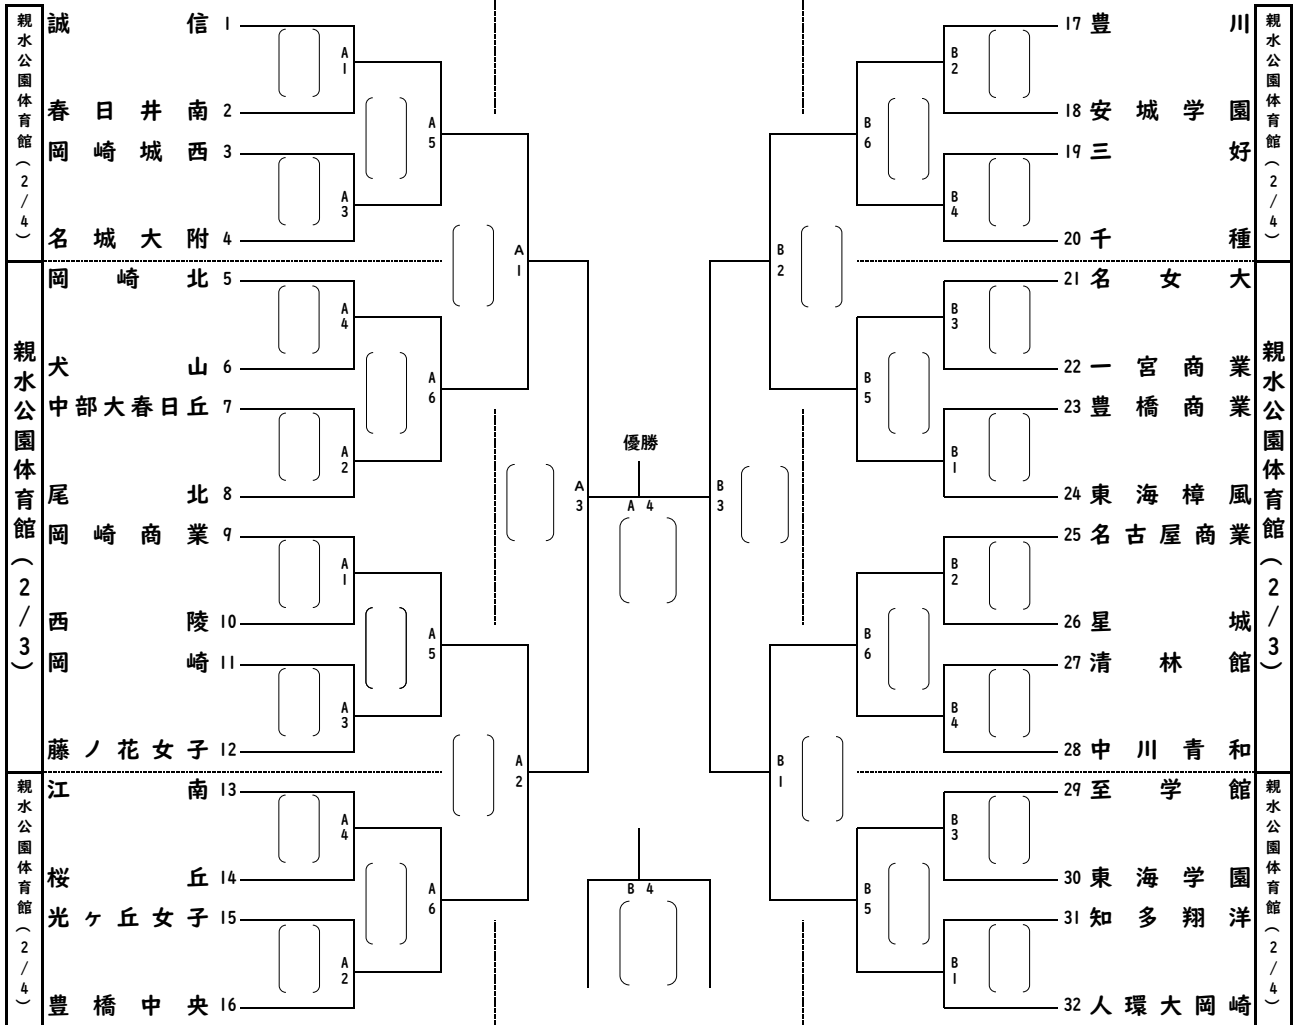 親水公園体育館(2/4)
誠信 1
春日井南 2
岡崎城西 3
名城大附 4
A1
A3
A5
親水公園体育館(2/3)
岡崎北 5
犬山 6
中部大春日丘 7
尾北 8
岡崎商業 9
西陵 10
岡崎 11
藤ノ花女子 12
A4
A2
A6
A1
A1
A3
A5
A2
A3
親水公園体育館(2/4)
江南 13
桜丘 14
光ヶ丘女子 15
豊橋中央 16
A4
A2
A6
優勝
A 4
B 4
親水公園体育館(2/4)
17 豊川
18 安城学園
19 三好
20 千種
B2
B4
B6
親水公園体育館(2/3)
21 名女大
22 一宮商業
23 豊橋商業
24 東海樟風
25 名古屋商業
26 星城
27 清林館
28 中川青和
B3
B1
B5
B2
B2
B4
B6
B1
B3
親水公園体育館(2/4)
29 至学館
30 東海学園
31 知多翔洋
32 人環大岡崎
B3
B1
B5